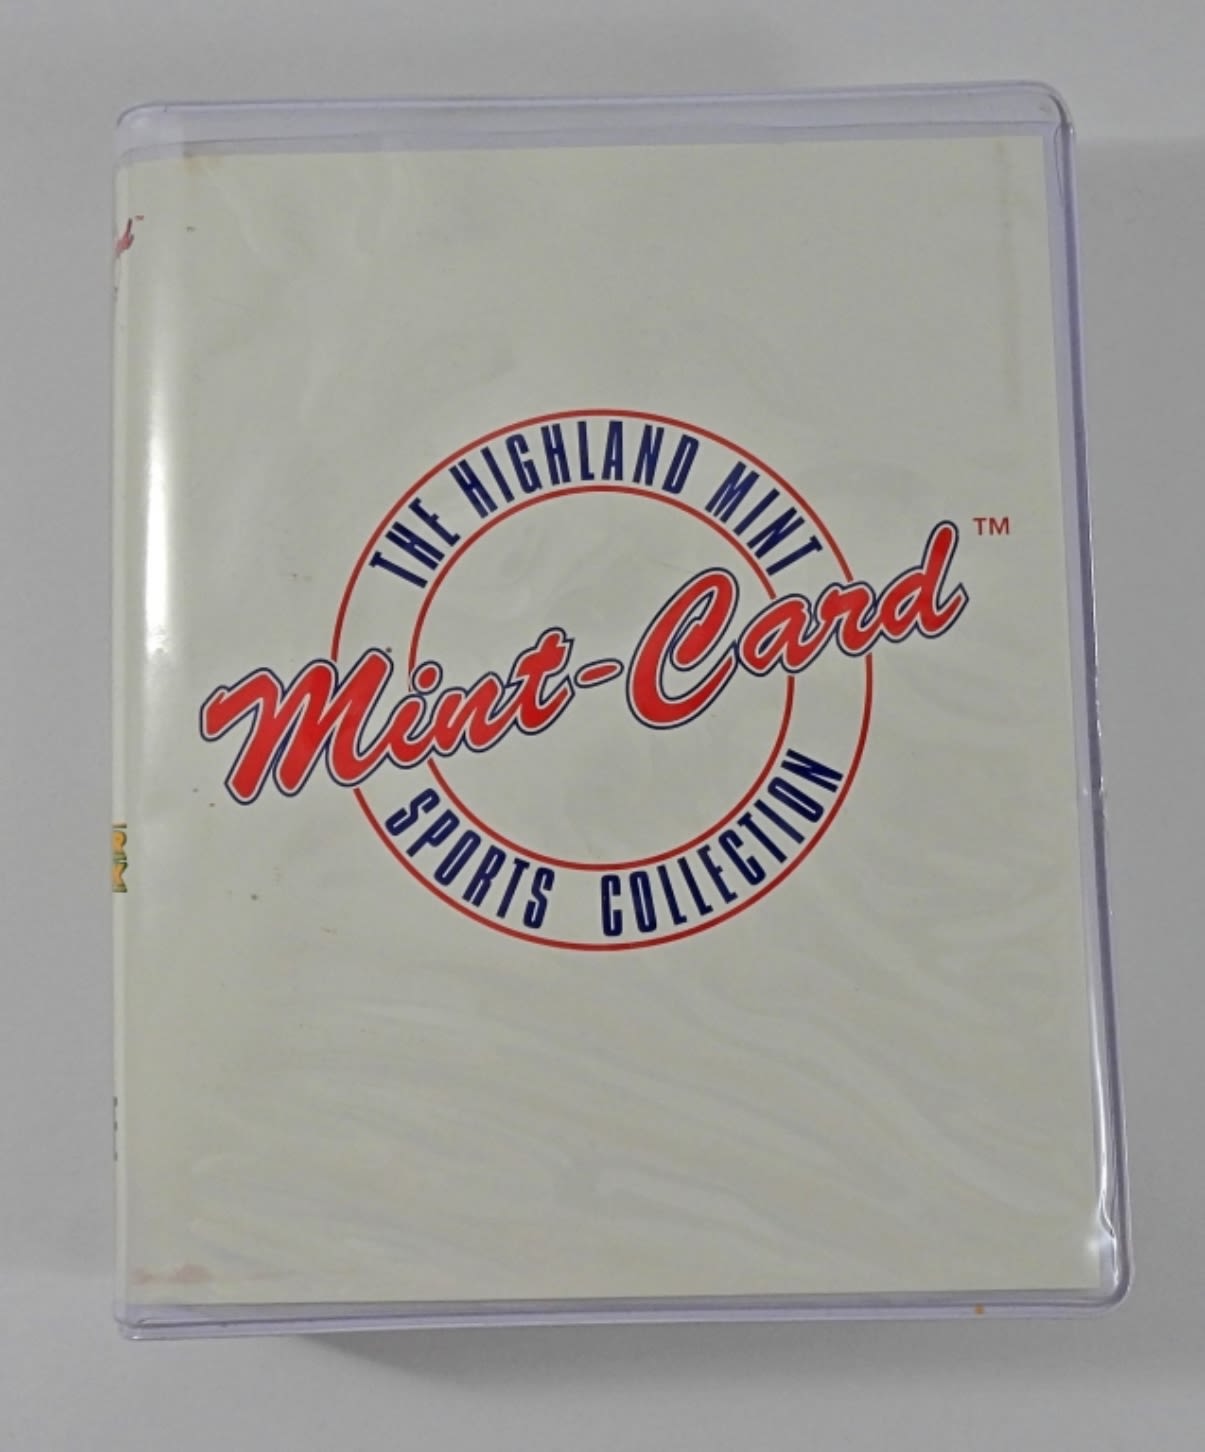 THE HIGHLAND MINT
Mint-Card™
SPORTS COLLECTION